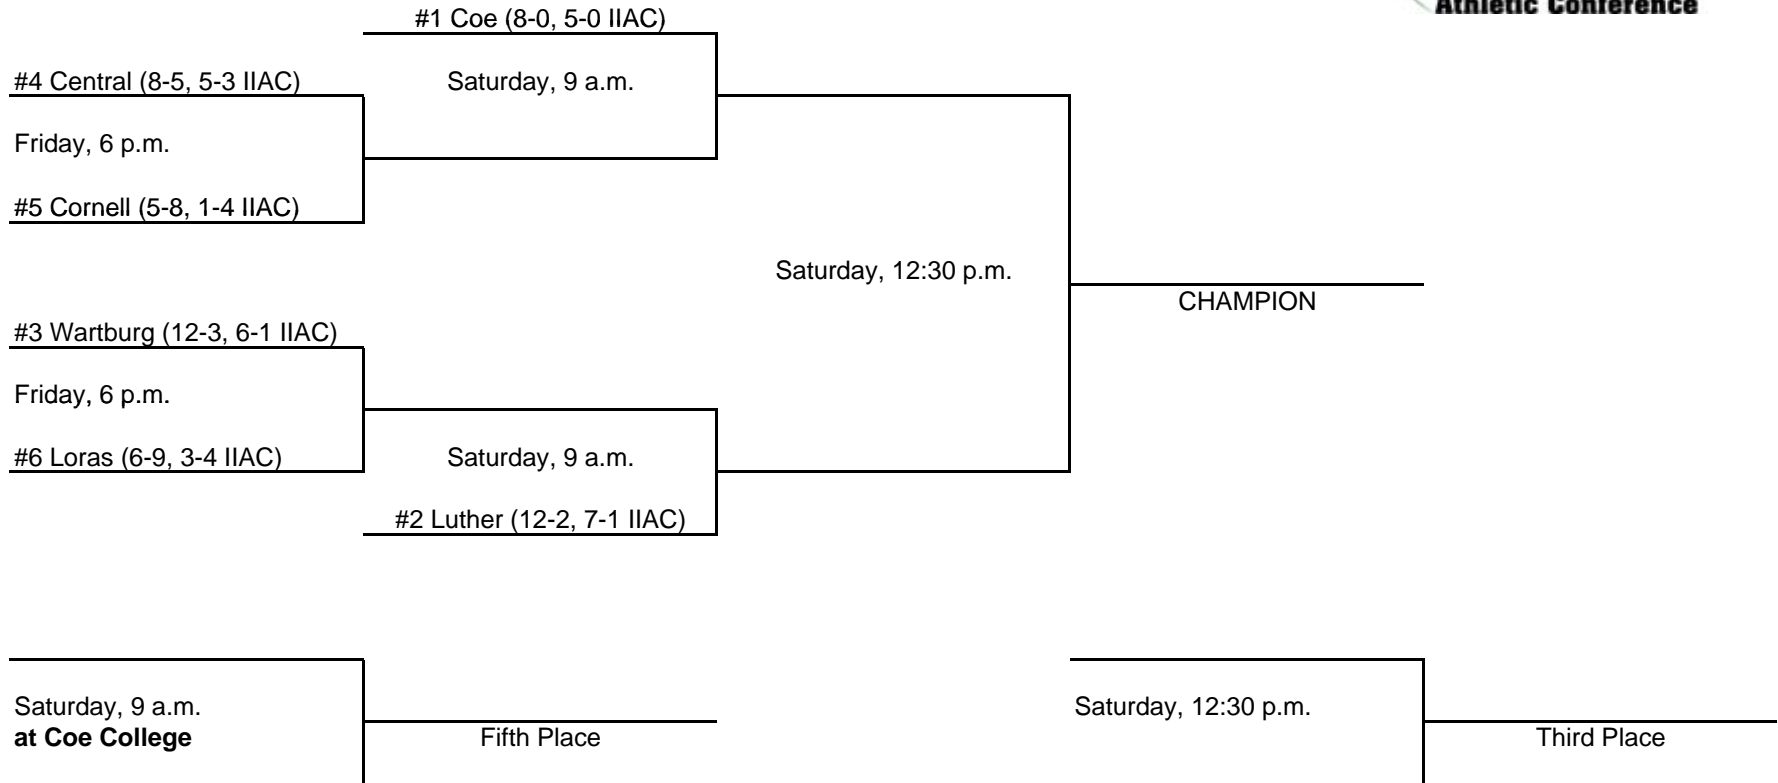 Athletic Conference
#1 Coe (8-0, 5-0 IIAC)
#4 Central (8-5, 5-3 IIAC)
Saturday, 9 a.m.
Friday, 6 p.m.
#5 Cornell (5-8, 1-4 IIAC)
Saturday, 12:30 p.m.
CHAMPION
#3 Wartburg (12-3, 6-1 IIAC)
Friday, 6 p.m.
#6 Loras (6-9, 3-4 IIAC)
Saturday, 9 a.m.
#2 Luther (12-2, 7-1 IIAC)
Saturday, 9 a.m.
at Coe College
Fifth Place
Saturday, 12:30 p.m.
Third Place